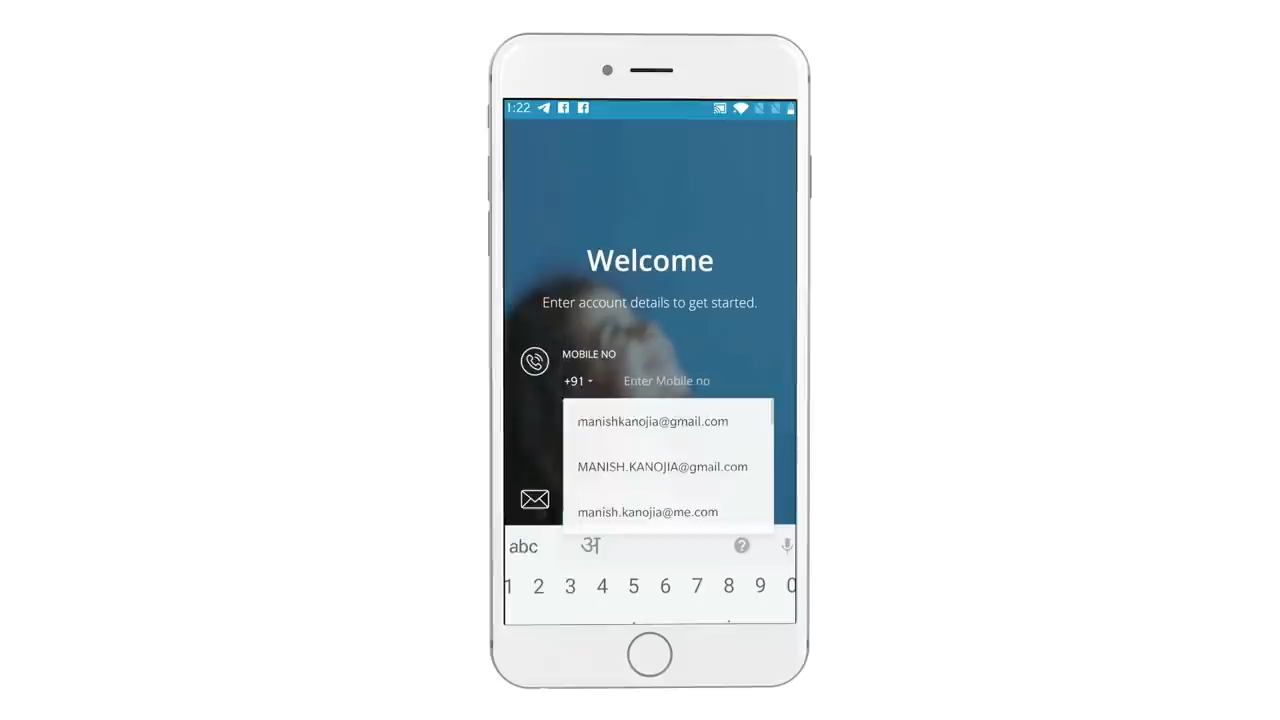 1:22
Welcome
Enter account details to get started.
MOBILE NO
+91 Enter Mobile no
manishkanojia@gmail.com
MANISH.KANOJIA@gmail.com
manish.kanojia@me.com
abc अ ?
1 2 3 4 5 6 7 8 9 0